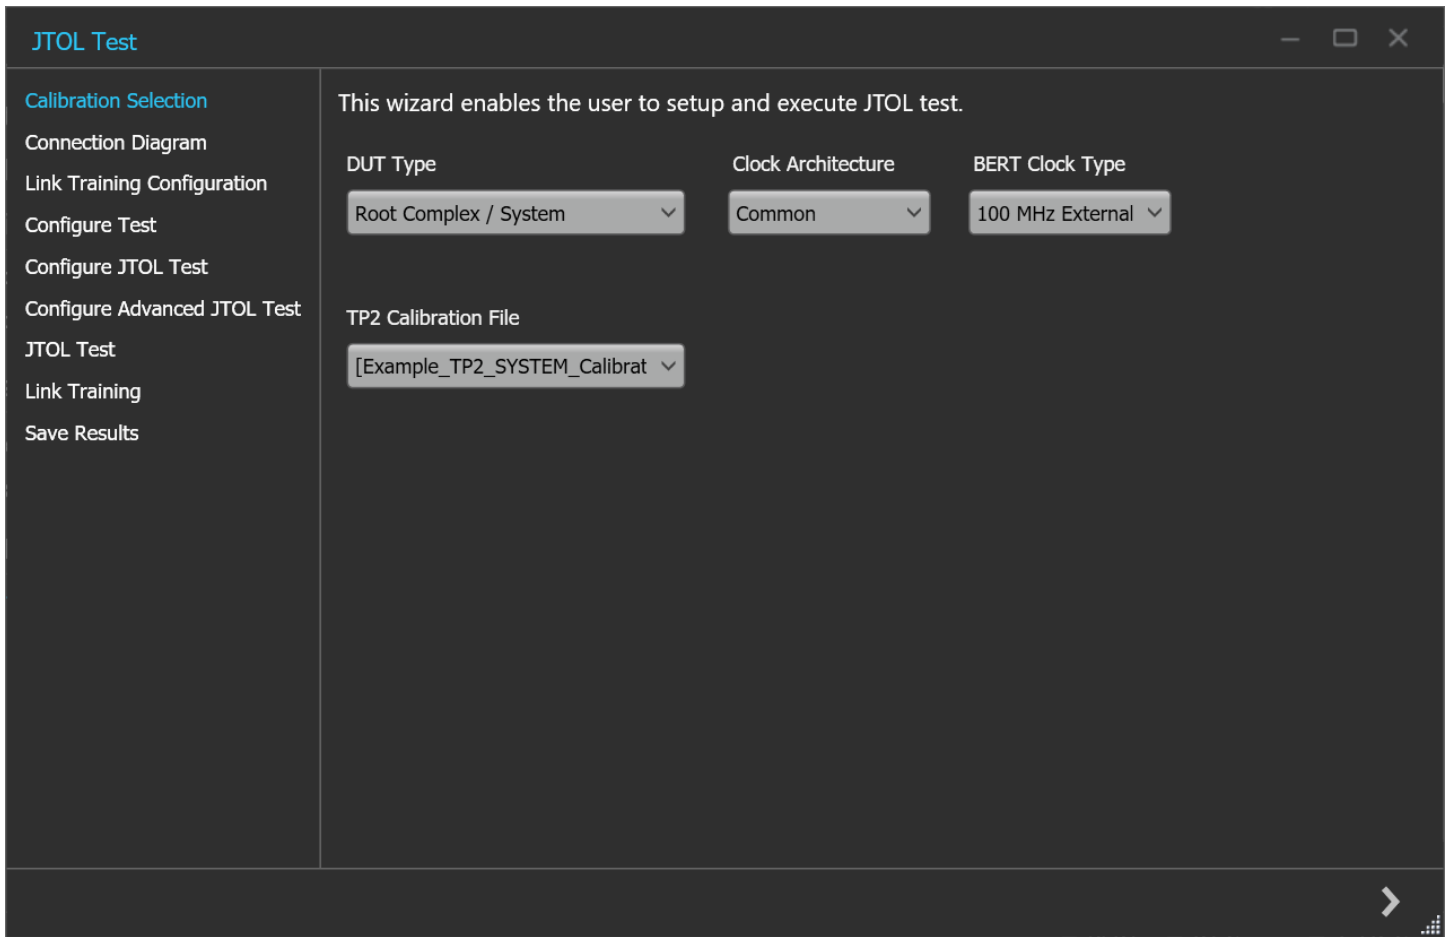 JTOL Test
Calibration Selection
Connection Diagram
Link Training Configuration
Configure Test
Configure JTOL Test
Configure Advanced JTOL Test
JTOL Test
Link Training
Save Results
This wizard enables the user to setup and execute JTOL test.
DUT Type
Clock Architecture
BERT Clock Type
Root Complex / System
Common
100 MHz External
TP2 Calibration File
[Example_TP2_SYSTEM_Calibrat